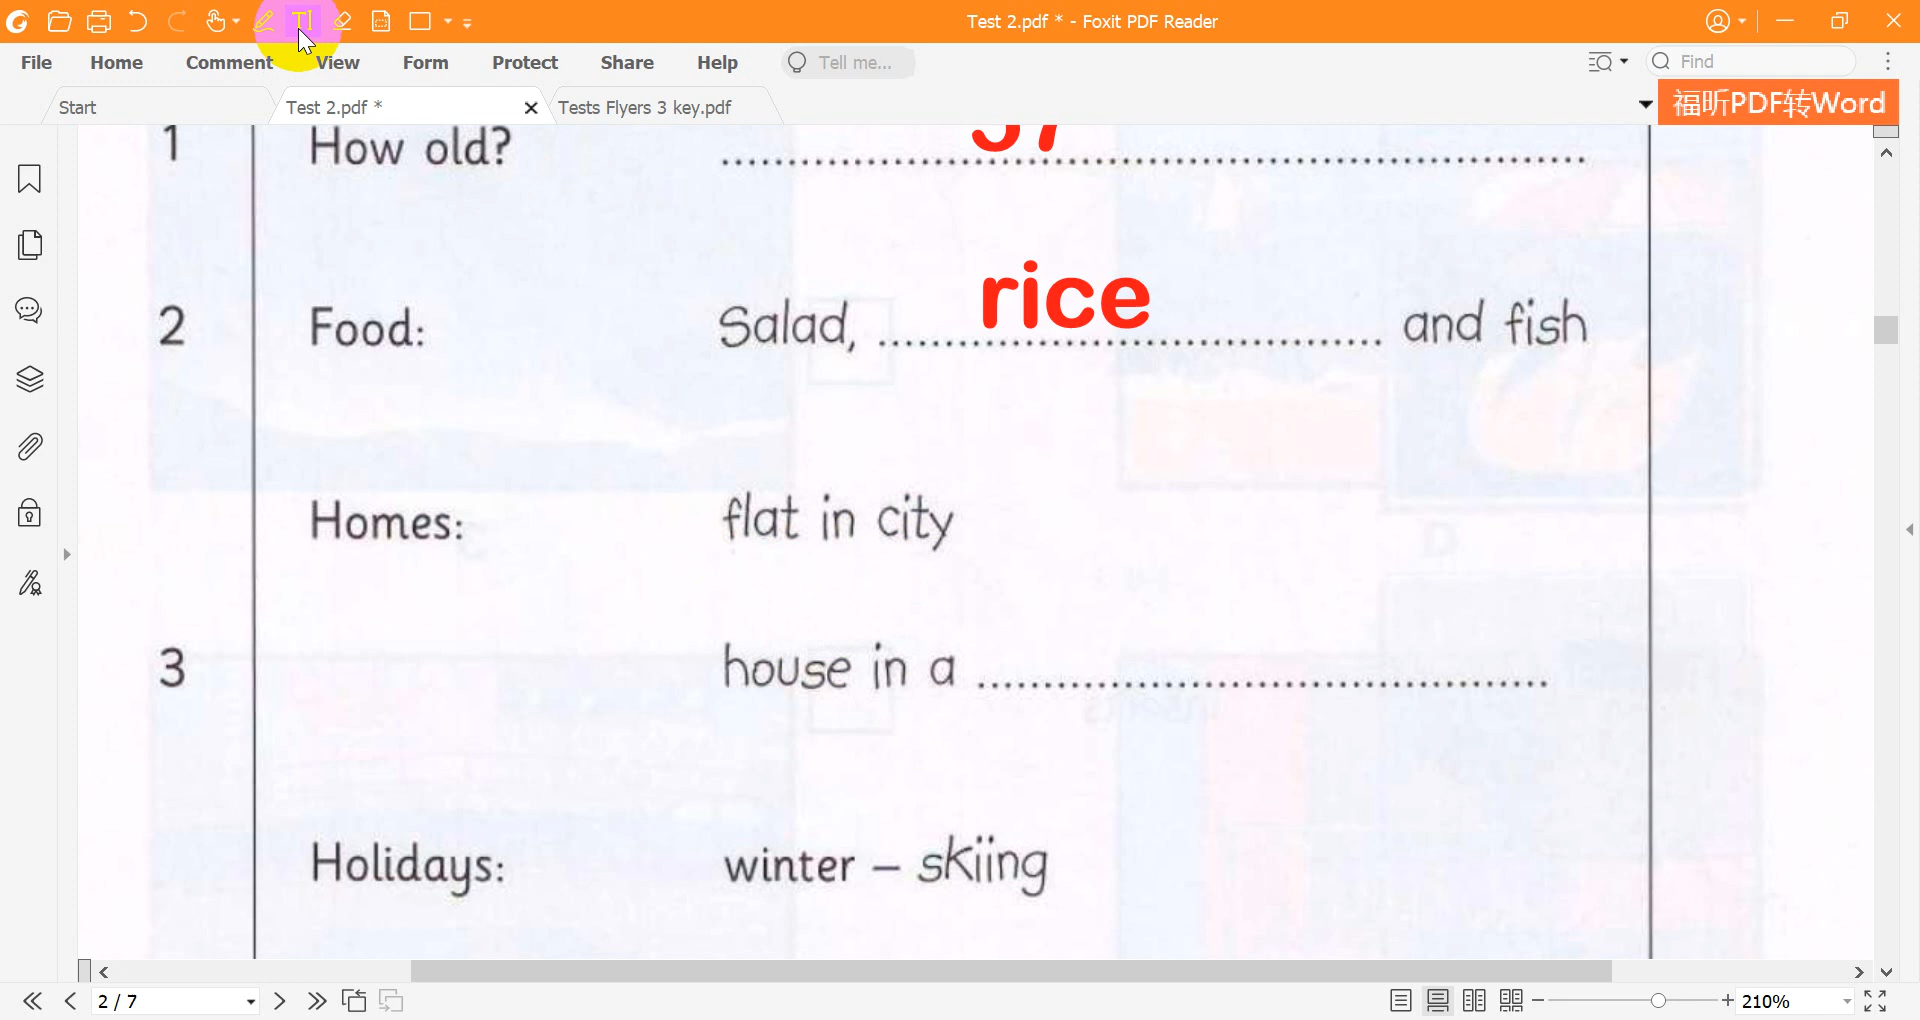 Test 2.pdf * - Foxit PDF Reader
File Home Comment View Form Protect Share Help Tell me... Find
Start Test 2.pdf * Tests Flyers 3 key.pdf 福昕PDF转Word
1 How old? ..........
2 Food: Salad, rice .......... and fish
Homes: flat in city
3 house in a ..........
Holidays: winter – skiing
2 / 7 210%